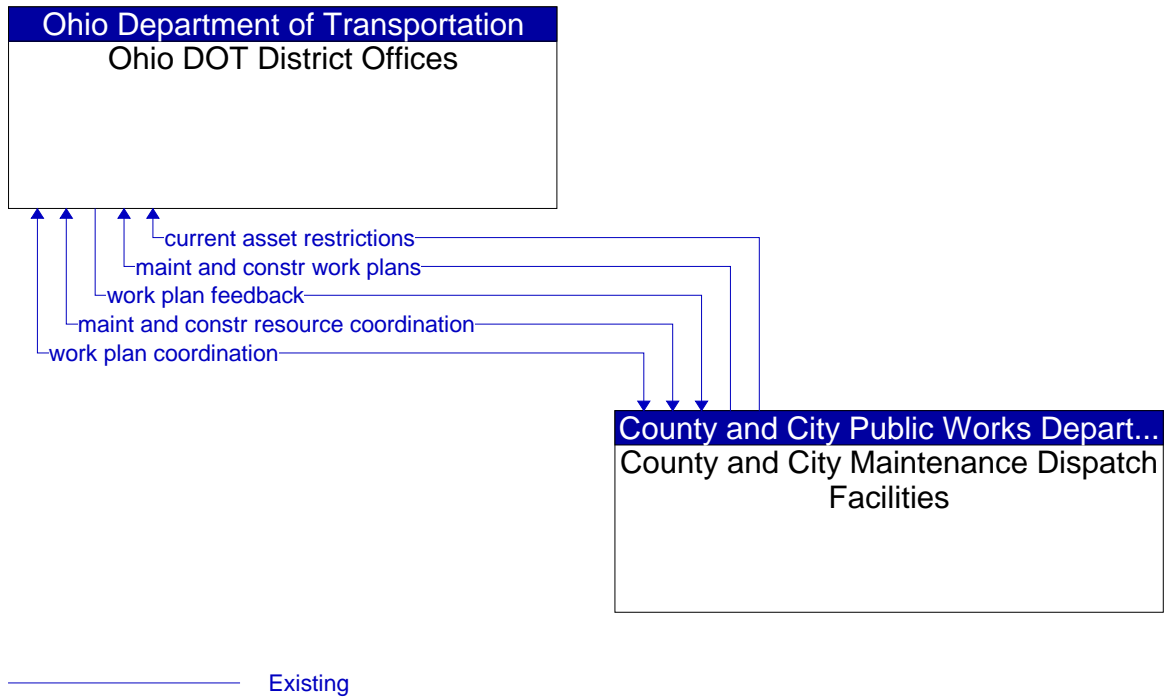 Ohio Department of Transportation
Ohio DOT District Offices
current asset restrictions
maint and constr work plans
work plan feedback
maint and constr resource coordination
work plan coordination
County and City Public Works Depart...
County and City Maintenance Dispatch
Facilities
Existing